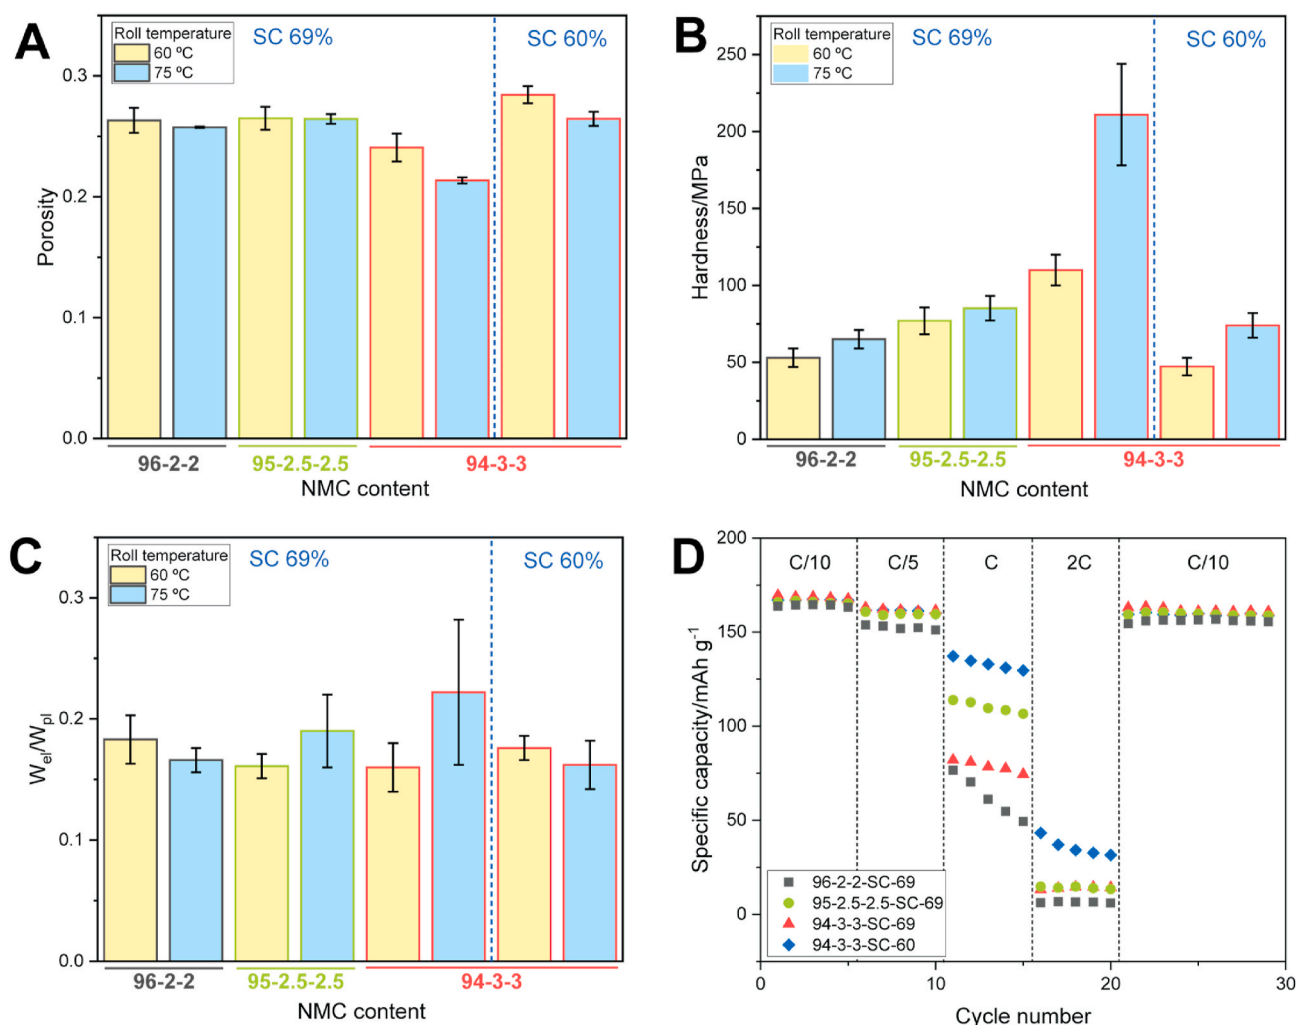 A
Roll temperature
60 ºC
75 ºC
SC 69%
SC 60%
0.3
0.2
0.1
0.0
Porosity
96-2-2
95-2.5-2.5
94-3-3
NMC content
B
Roll temperature
60 ºC
75 ºC
SC 69%
SC 60%
250
200
150
100
50
0
Hardness/MPa
96-2-2
95-2.5-2.5
94-3-3
NMC content
C
Roll temperature
60 ºC
75 ºC
SC 69%
SC 60%
0.3
0.2
0.1
0.0
Wel/Wpl
96-2-2
95-2.5-2.5
94-3-3
NMC content
D
200
150
100
50
0
Specific capacity/mAh g⁻¹
C/10
C/5
C
2C
C/10
96-2-2-SC-69
95-2.5-2.5-SC-69
94-3-3-SC-69
94-3-3-SC-60
0
10
20
30
Cycle number